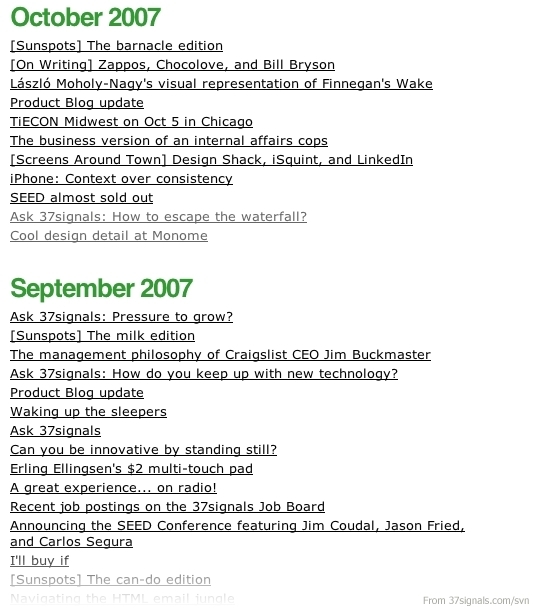 October 2007
[Sunspots] The barnacle edition
[On Writing] Zappos, Chocolove, and Bill Bryson
László Moholy-Nagy's visual representation of Finnegan's Wake
Product Blog update
TiECON Midwest on Oct 5 in Chicago
The business version of an internal affairs cops
[Screens Around Town] Design Shack, iSquint, and LinkedIn
iPhone: Context over consistency
SEED almost sold out
Ask 37signals: How to escape the waterfall?
Cool design detail at Monome
September 2007
Ask 37signals: Pressure to grow?
[Sunspots] The milk edition
The management philosophy of Craigslist CEO Jim Buckmaster
Ask 37signals: How do you keep up with new technology?
Product Blog update
Waking up the sleepers
Ask 37signals
Can you be innovative by standing still?
Erling Ellingsen's $2 multi-touch pad
A great experience... on radio!
Recent job postings on the 37signals Job Board
Announcing the SEED Conference featuring Jim Coudal, Jason Fried,
and Carlos Segura
I'll buy if
[Sunspots] The can-do edition
Navigating the HTML email jungle
From 37signals.com/svn